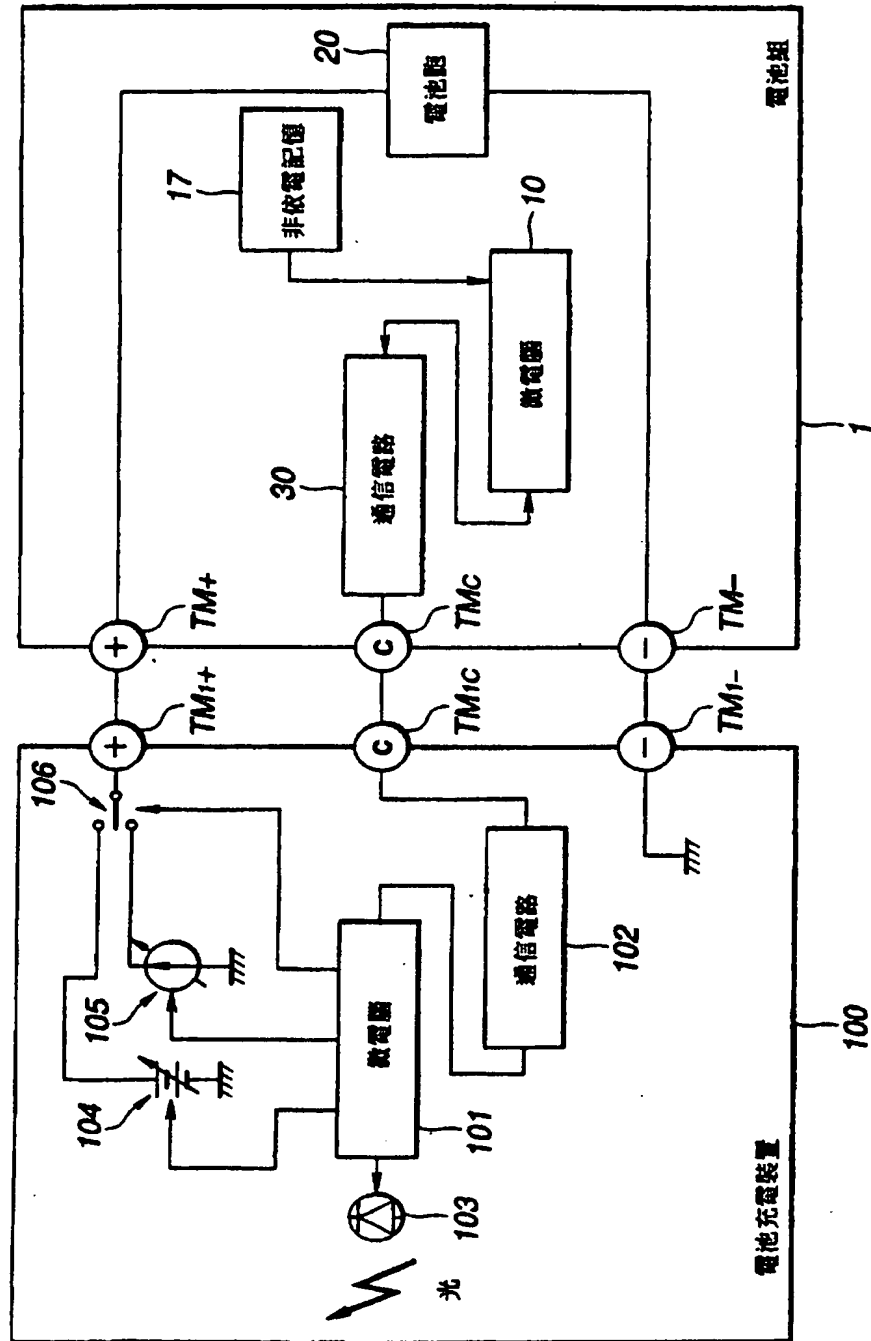 電池充電裝置
100
104
105
106
微電腦
101
103
光
通信電路
102
TM1+
TM1C
TM1-
+
C
-
TM+
TMC
TM-
+
C
-
通信電路
30
微電腦
10
非依電記憶
17
電池胞
20
電池組
1